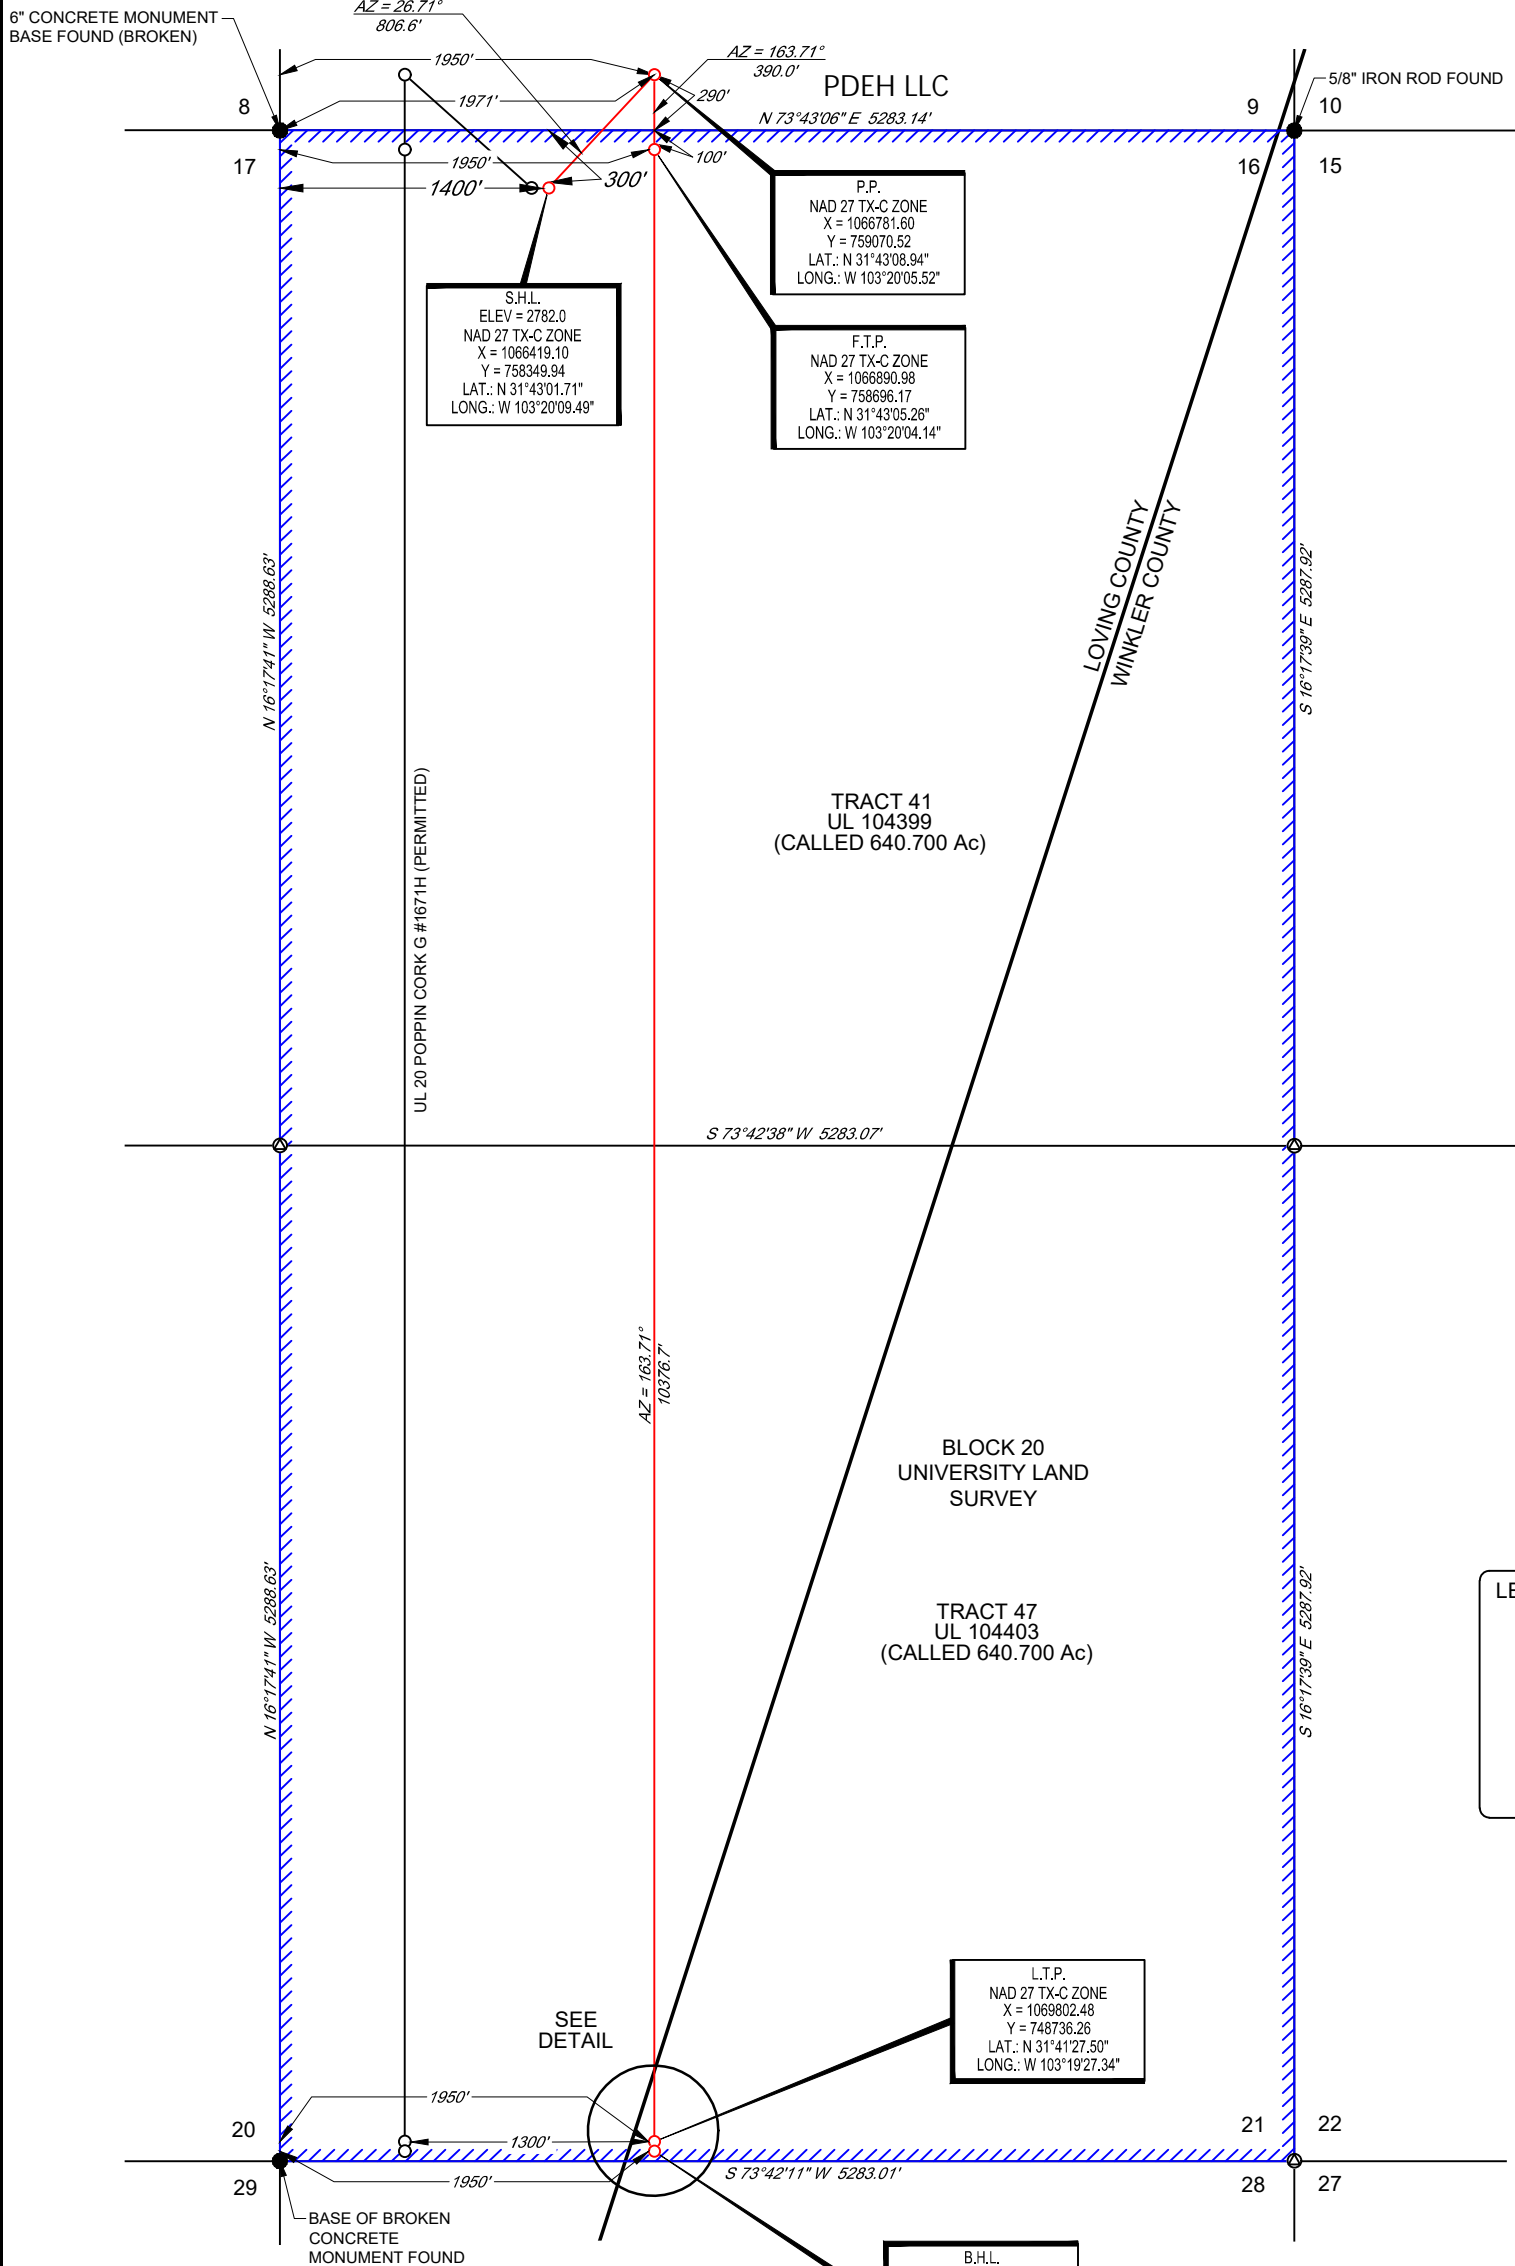 6" CONCRETE MONUMENT
BASE FOUND (BROKEN)
AZ = 26.71°
806.6'
AZ = 163.71°
390.0'
PDEH LLC
5/8" IRON ROD FOUND
1950'
1971'
290'
N 73°43'06" E 5283.14'
8
9
10
17
16
15
1950'
100'
1400'
300'
P.P.
NAD 27 TX-C ZONE
X = 1066781.60
Y = 759070.52
LAT.: N 31°43'08.94"
LONG.: W 103°20'05.52"
S.H.L.
ELEV = 2782.0
NAD 27 TX-C ZONE
X = 1066419.10
Y = 758349.94
LAT.: N 31°43'01.71"
LONG.: W 103°20'09.49"
F.T.P.
NAD 27 TX-C ZONE
X = 1066890.98
Y = 758696.17
LAT.: N 31°43'05.26"
LONG.: W 103°20'04.14"
N 16°17'41" W 5288.63'
LOVING COUNTY
WINKLER COUNTY
S 16°17'39" E 5287.92'
UL 20 POPPIN CORK G #1671H (PERMITTED)
TRACT 41
UL 104399
(CALLED 640.700 Ac)
S 73°42'38" W 5283.07'
AZ = 163.71°
10376.7'
BLOCK 20
UNIVERSITY LAND
SURVEY
N 16°17'41" W 5288.63'
TRACT 47
UL 104403
(CALLED 640.700 Ac)
S 16°17'39" E 5287.92'
LE
L.T.P.
NAD 27 TX-C ZONE
X = 1069802.48
Y = 748736.26
LAT.: N 31°41'27.50"
LONG.: W 103°19'27.34"
SEE
DETAIL
1950'
20
21
22
1300'
1950'
S 73°42'11" W 5283.01'
29
28
27
BASE OF BROKEN
CONCRETE
MONUMENT FOUND
B.H.L.